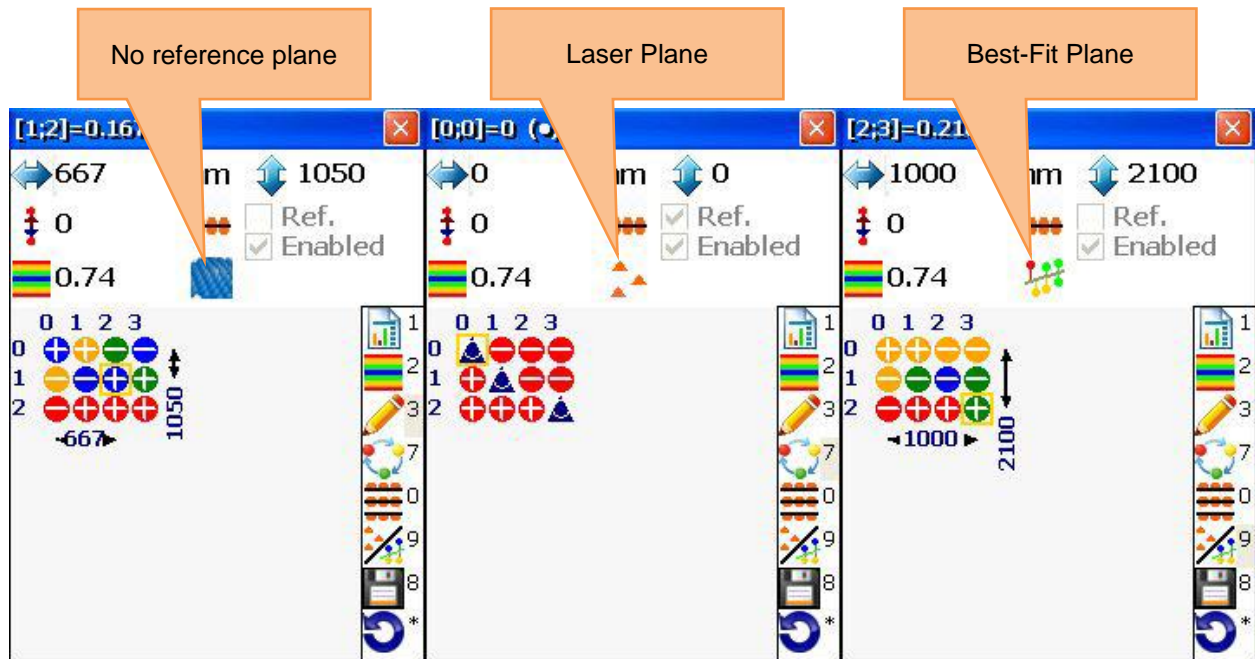 No reference plane
Laser Plane
Best-Fit Plane
[1;2]=0.167
667 m 1050
0 Ref.
Enabled
0.74
0 1 2 3
0
1
2
667
1050
1
2
3
7
0
9
8
*
[0;0]=0 (
0 m 0
0 Ref.
Enabled
0.74
0 1 2 3
0
1
2
1
2
3
7
0
9
8
*
[2;3]=0.21
1000 m 2100
0 Ref.
Enabled
0.74
0 1 2 3
0
1
2
1000
2100
1
2
3
7
0
9
8
*